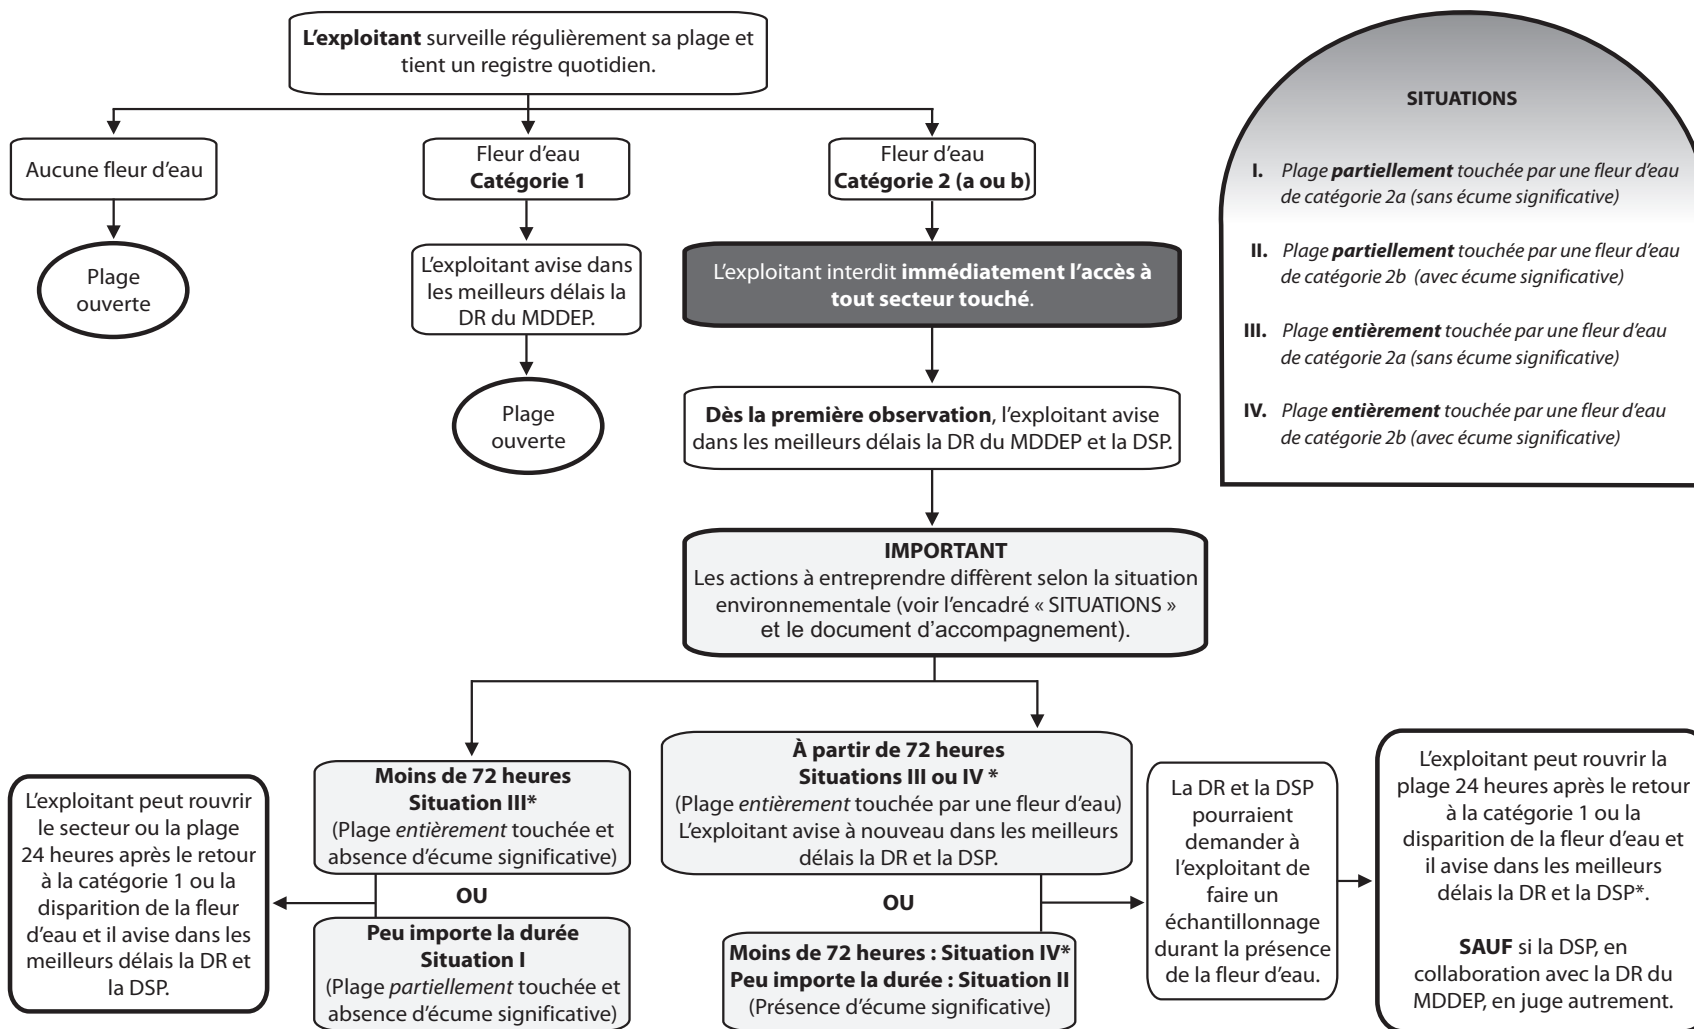 L'exploitant surveille régulièrement sa plage et
tient un registre quotidien.
Aucune fleur d'eau
Fleur d'eau
Catégorie 1
Fleur d'eau
Catégorie 2 (a ou b)
Plage
ouverte
L'exploitant avise dans
les meilleurs délais la
DR du MDDEP.
Plage
ouverte
L'exploitant interdit immédiatement l'accès à
tout secteur touché.
Dès la première observation, l'exploitant avise
dans les meilleurs délais la DR du MDDEP et la DSP.
SITUATIONS
I. Plage partiellement touchée par une fleur d'eau
de catégorie 2a (sans écume significative)
II. Plage partiellement touchée par une fleur d'eau
de catégorie 2b (avec écume significative)
III. Plage entièrement touchée par une fleur d'eau
de catégorie 2a (sans écume significative)
IV. Plage entièrement touchée par une fleur d'eau
de catégorie 2b (avec écume significative)
IMPORTANT
Les actions à entreprendre diffèrent selon la situation
environnementale (voir l'encadré « SITUATIONS »
et le document d'accompagnement).
L'exploitant peut rouvrir
le secteur ou la plage
24 heures après le retour
à la catégorie 1 ou la
disparition de la fleur
d'eau et il avise dans les
meilleurs délais la DR et
la DSP.
Moins de 72 heures
Situation III*
(Plage entièrement touchée et
absence d'écume significative)
OU
Peu importe la durée
Situation I
(Plage partiellement touchée et
absence d'écume significative)
À partir de 72 heures
Situations III ou IV *
(Plage entièrement touchée par une fleur d'eau)
L'exploitant avise à nouveau dans les meilleurs
délais la DR et la DSP.
OU
Moins de 72 heures : Situation IV*
Peu importe la durée : Situation II
(Présence d'écume significative)
La DR et la DSP
pourraient
demander à
l'exploitant de
faire un
échantillonnage
durant la présence
de la fleur d'eau.
L'exploitant peut rouvrir la
plage 24 heures après le retour
à la catégorie 1 ou la
disparition de la fleur d'eau et
il avise dans les meilleurs
délais la DR et la DSP*.
SAUF si la DSP, en
collaboration avec la DR du
MDDEP, en juge autrement.